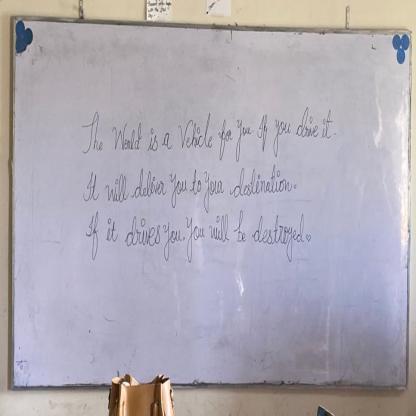 The World is a Vehicle for you If you drive it.
It will deliver you to your destination.
If it drives you, you will be destroyed.